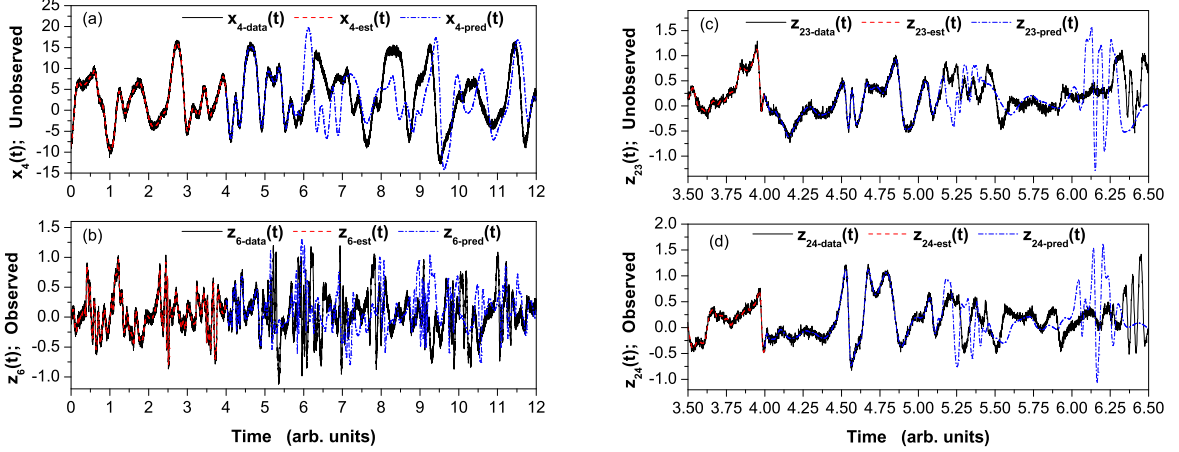 (a) x4-data(t) x4-est(t) x4-pred(t)
25
20
15
10
5
0
-5
-10
-15
x4(t); Unobserved
0 1 2 3 4 5 6 7 8 9 10 11 12
(b) z6-data(t) z6-est(t) z6-pred(t)
1.5
1.0
0.5
0.0
-0.5
-1.0
z6(t); Observed
0 1 2 3 4 5 6 7 8 9 10 11 12
Time (arb. units)
(c) z23-data(t) z23-est(t) z23-pred(t)
1.5
1.0
0.5
0.0
-0.5
-1.0
z23(t); Unobserved
3.50 3.75 4.00 4.25 4.50 4.75 5.00 5.25 5.50 5.75 6.00 6.25 6.50
2.0
(d) z24-data(t) z24-est(t) z24-pred(t)
1.5
1.0
0.5
0.0
-0.5
-1.0
z24(t); Observed
3.50 3.75 4.00 4.25 4.50 4.75 5.00 5.25 5.50 5.75 6.00 6.25 6.50
Time (arb. units)